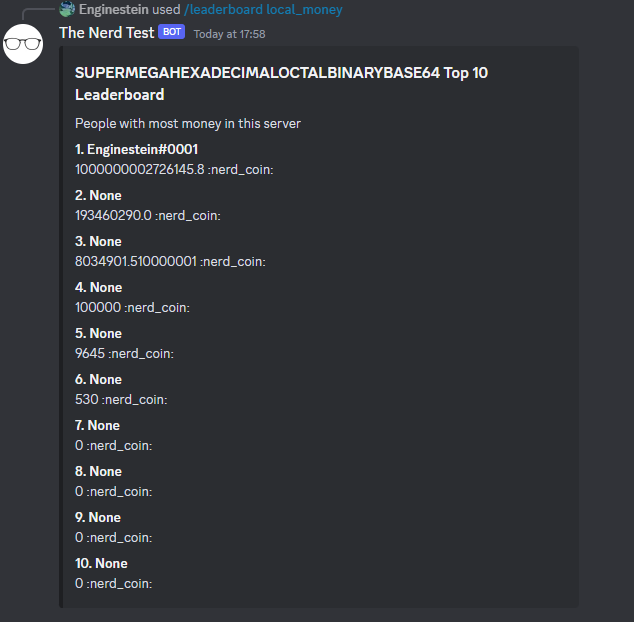 Enginestein used /leaderboard local_money
The Nerd Test BOT Today at 17:58
SUPERMEGAHEXADECIMALOCTALBINARYBASE64 Top 10
Leaderboard
People with most money in this server
1. Enginestein#0001
1000000002726145.8 :nerd_coin:
2. None
193460290.0 :nerd_coin:
3. None
8034901.510000001 :nerd_coin:
4. None
100000 :nerd_coin:
5. None
9645 :nerd_coin:
6. None
530 :nerd_coin:
7. None
0 :nerd_coin:
8. None
0 :nerd_coin:
9. None
0 :nerd_coin:
10. None
0 :nerd_coin: